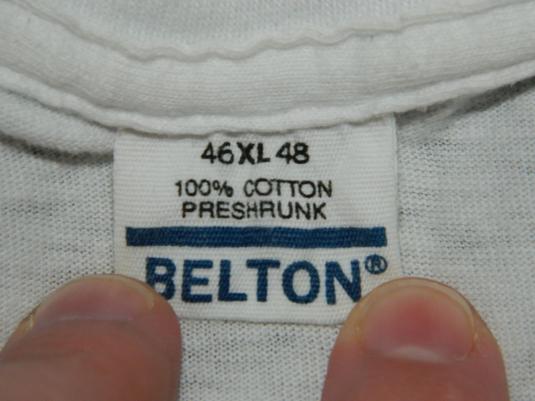 46 XL 48
100% COTTON
PRESHRUNK
BELTON®